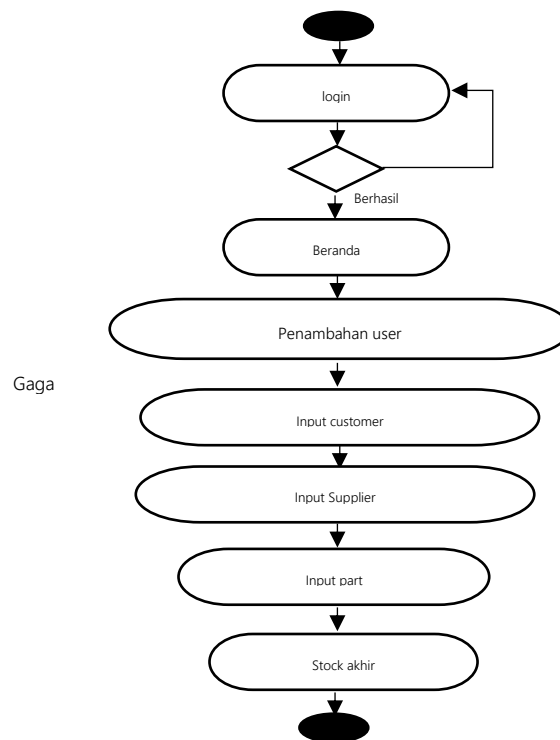 login
Berhasil
Beranda
Penambahan user
Gaga
Input customer
Input Supplier
Input part
Stock akhir